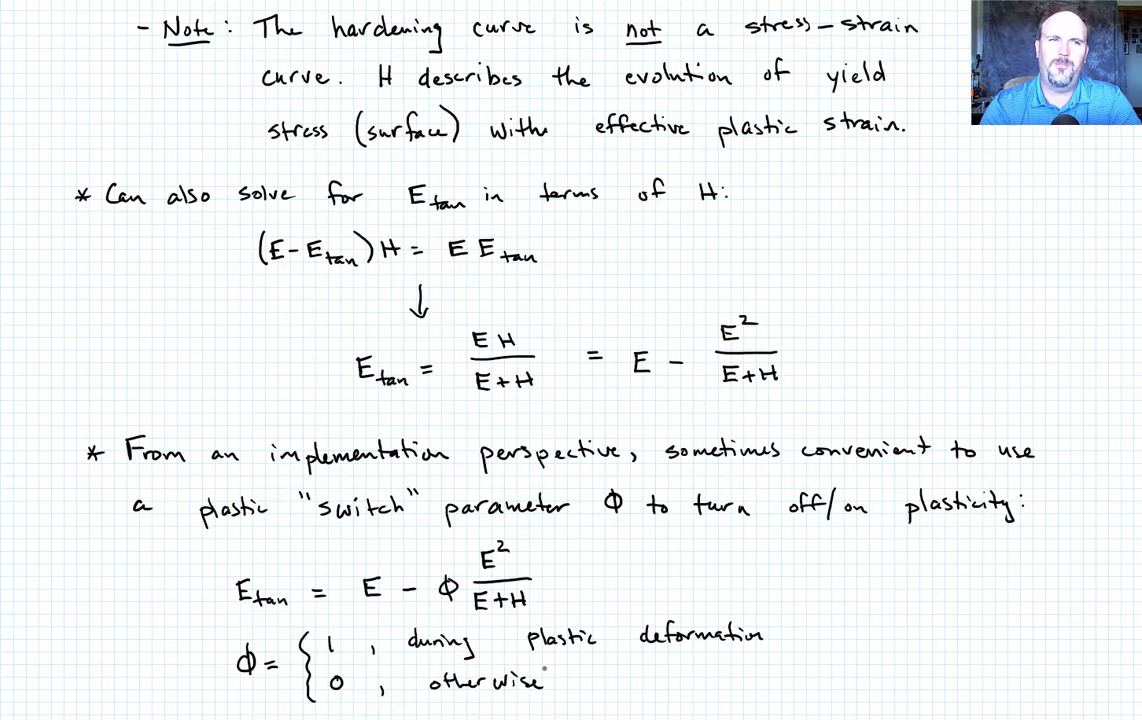 - Note: The hardening curve is not a stress-strain
curve. H describes the evolution of yield
stress (surface) withe effective plastic strain.
* Can also solve for E_tan in terms of H:
(E - E_tan) H = E E_tan
↓
E_tan = E H / E + H = E - E² / E + H
* From an implementation perspective, sometimes convenient to use
a plastic "switch" parameter ϕ to turn off/on plasticity:
E_tan = E - ϕ E² / E + H
ϕ = { 1 , during plastic deformation
0 , otherwise